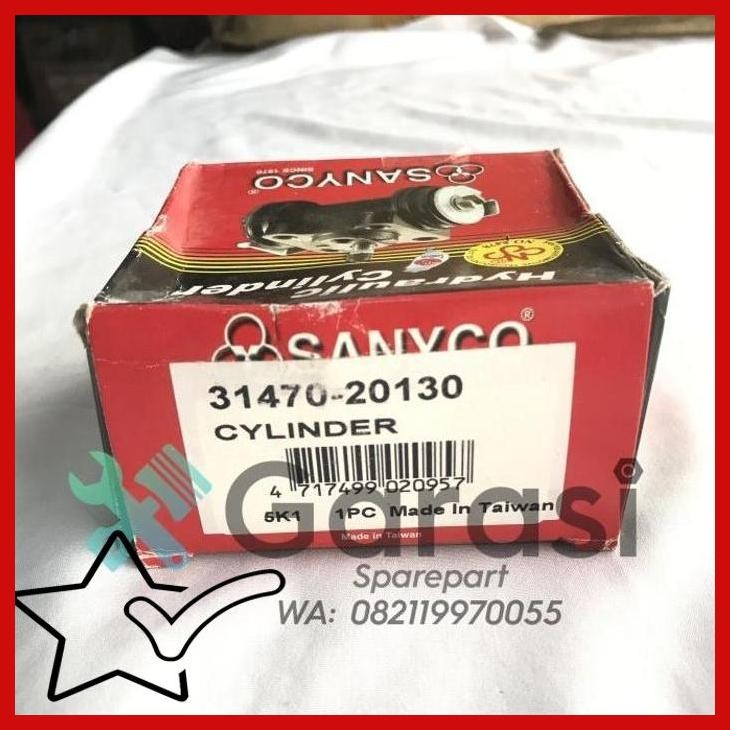 SANYCO®
SINCE 1976
Hydraulic
Cylinder
SANYCO®
31470-20130
CYLINDER
4 717499 020957
5K1 1PC Made in Taiwan
Made in Taiwan
Garasi
Sparepart
WA: 082119970055